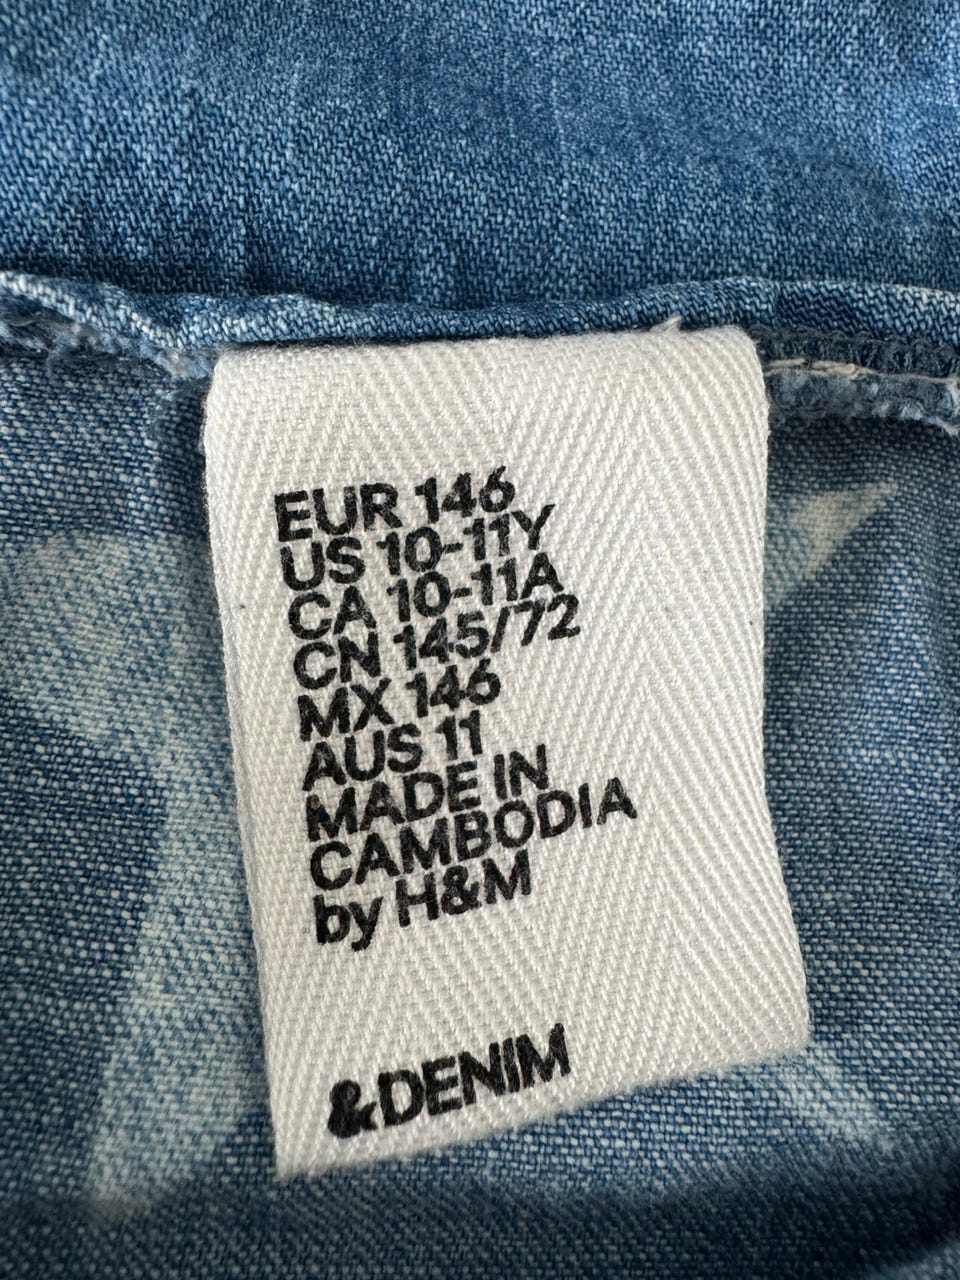 EUR 146
US 10-11Y
CA 10-11A
CN 145/72
MX 146
AUS 11
MADE IN
CAMBODIA
by H&M
&DENIM